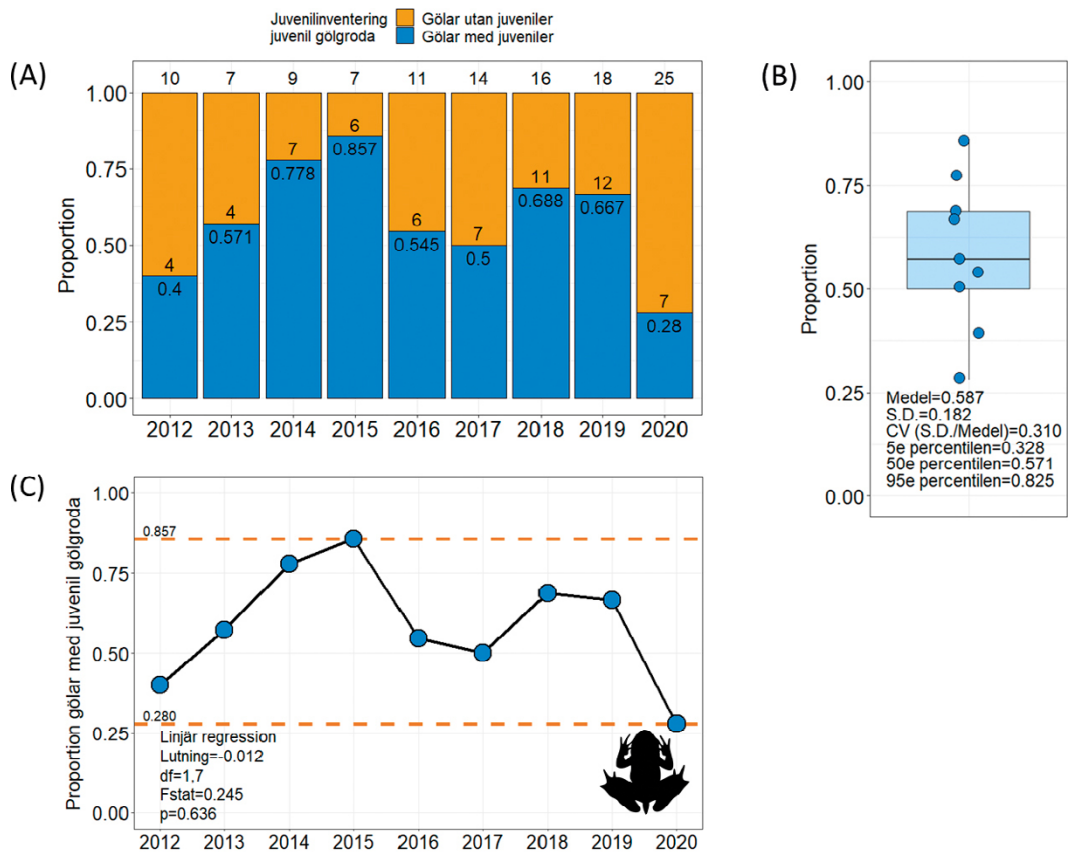 Juvenilinventering
juvenil gölgroda
Gölar utan juveniler
Gölar med juveniler
(A)
10 7 9 7 11 14 16 18 25
Proportion
1.00
0.75
0.50
0.25
0.00
4
0.4
4
0.571
7
0.778
6
0.857
6
0.545
7
0.5
11
0.688
12
0.667
7
0.28
2012 2013 2014 2015 2016 2017 2018 2019 2020
(B)
Proportion
1.00
0.75
0.50
0.25
0.00
Medel=0.587
S.D.=0.182
CV (S.D./Medel)=0.310
5e percentilen=0.328
50e percentilen=0.571
95e percentilen=0.825
(C)
Proportion gölar med juvenil gölgroda
1.00
0.75
0.50
0.25
0.00
0.857
0.280
Linjär regression
Lutning=-0.012
df=1,7
Fstat=0.245
p=0.636
2012 2013 2014 2015 2016 2017 2018 2019 2020